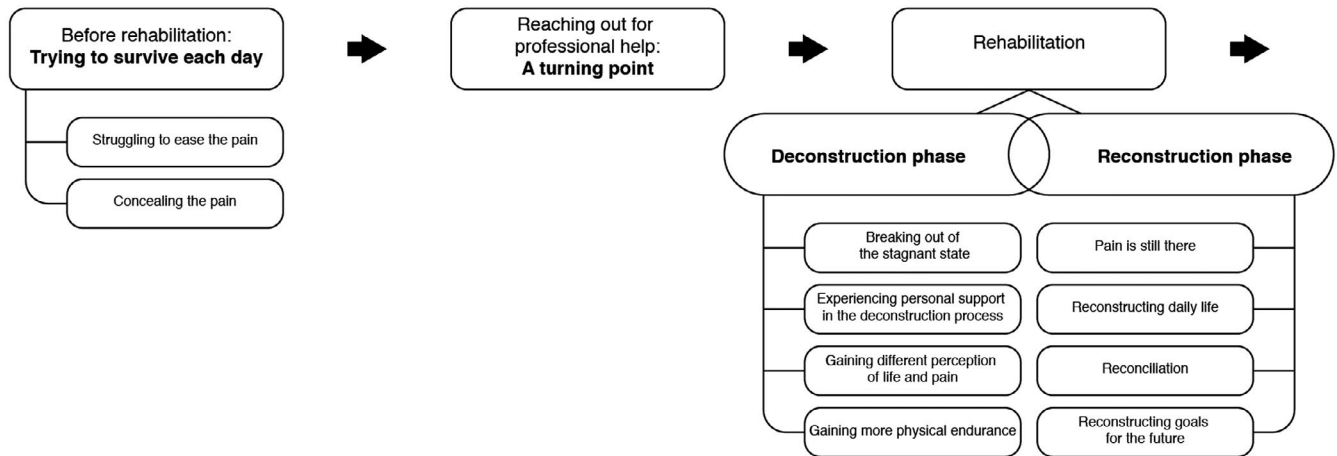 Before rehabilitation:
Trying to survive each day
Struggling to ease the pain
Concealing the pain
Reaching out for
professional help:
A turning point
Rehabilitation
Deconstruction phase
Breaking out of
the stagnant state
Experiencing personal support
in the deconstruction process
Gaining different perception
of life and pain
Gaining more physical endurance
Reconstruction phase
Pain is still there
Reconstructing daily life
Reconciliation
Reconstructing goals
for the future